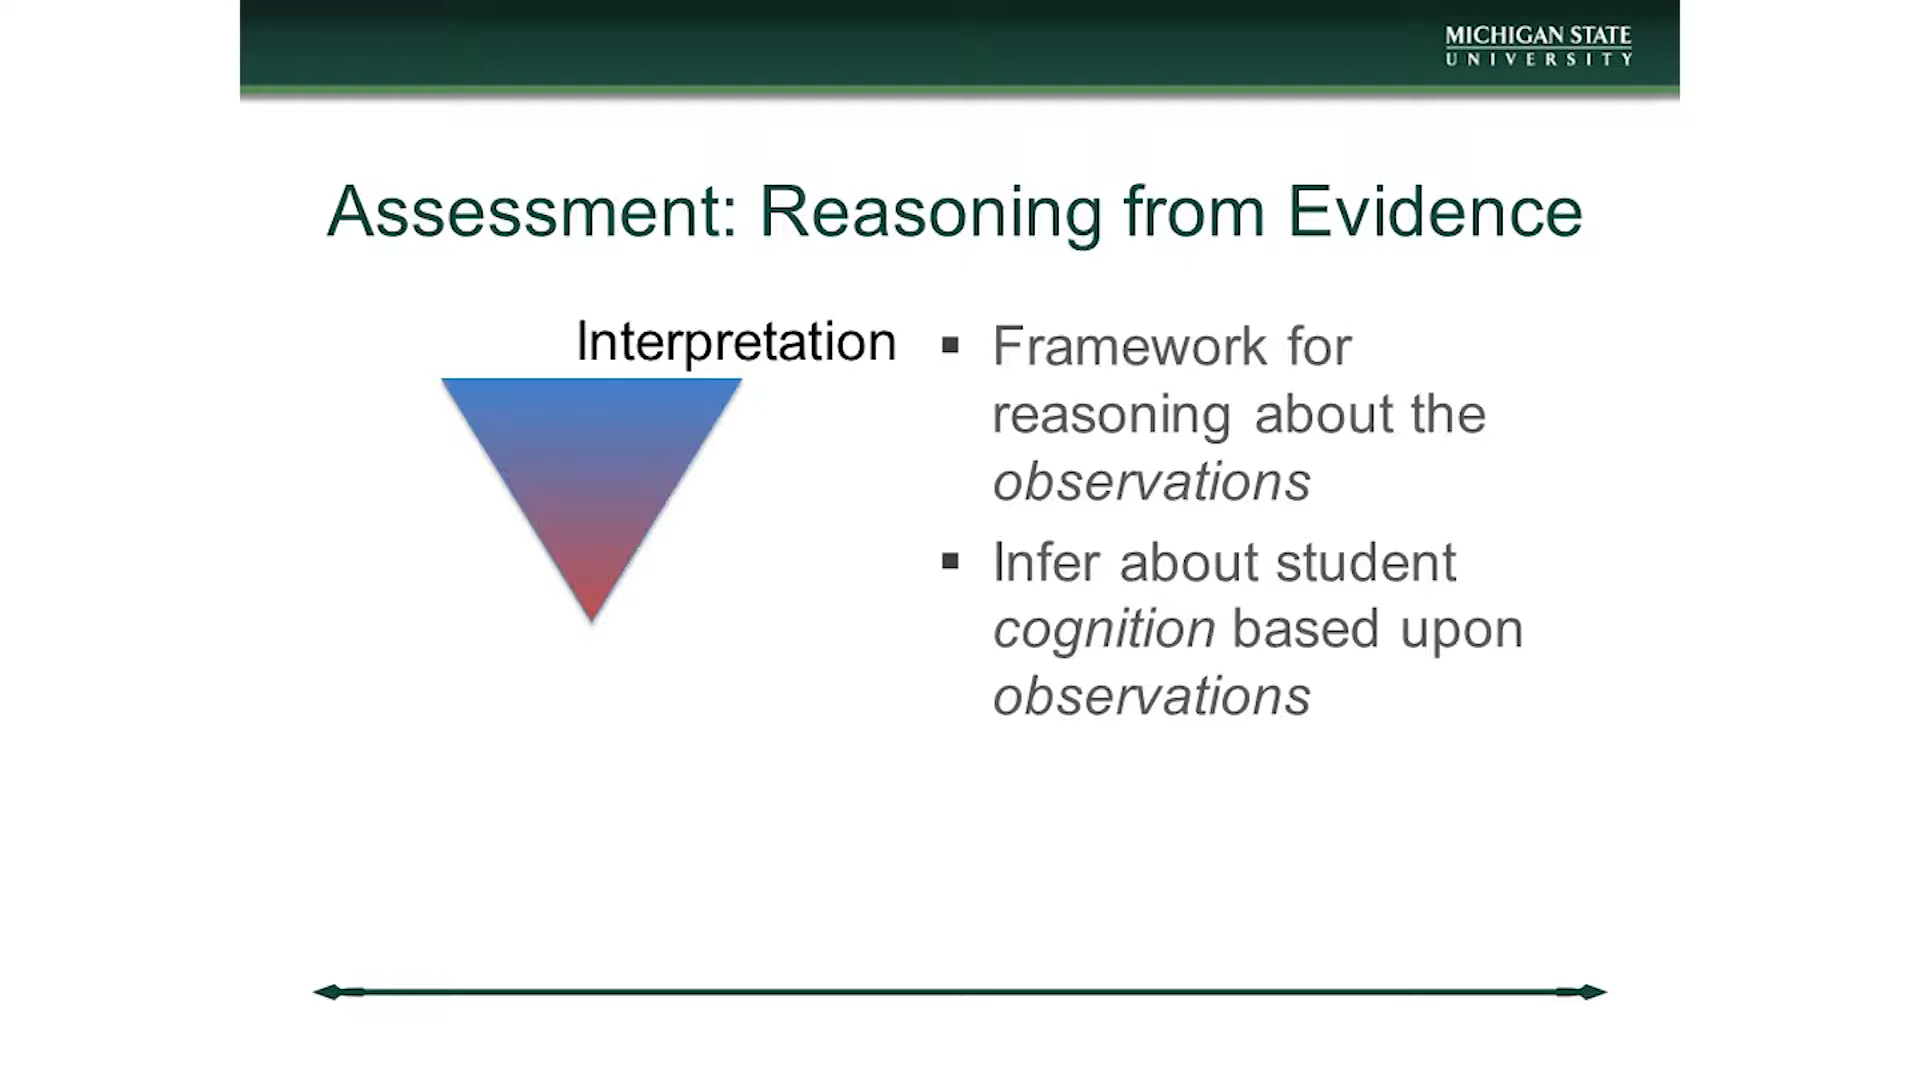 MICHIGAN STATE
UNIVERSITY
Assessment: Reasoning from Evidence
Interpretation
▪ Framework for
reasoning about the
observations
▪ Infer about student
cognition based upon
observations